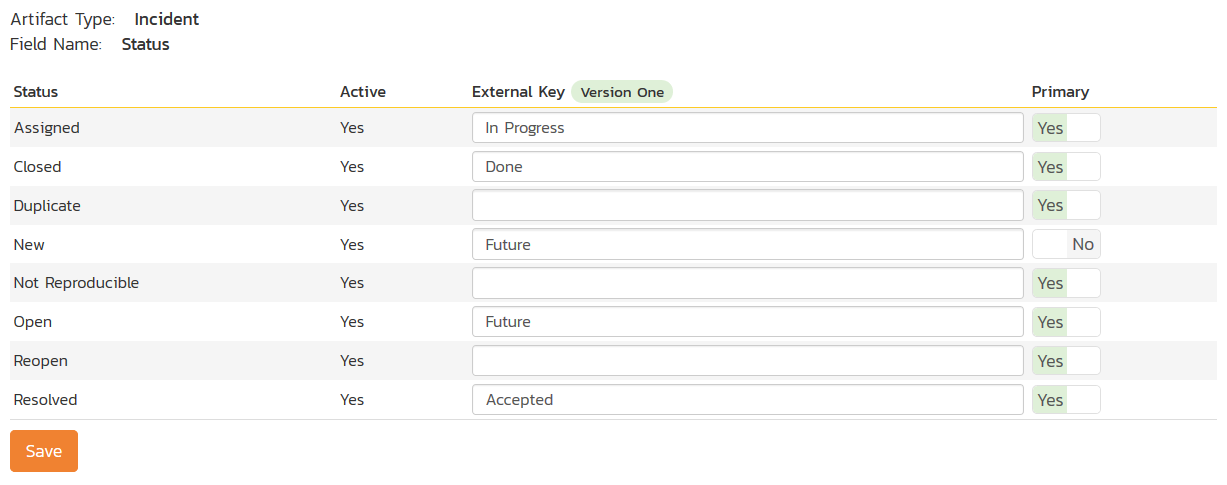 Artifact Type: Incident
Field Name: Status
Status Active External Key Version One Primary
Assigned Yes In Progress Yes
Closed Yes Done Yes
Duplicate Yes Yes
New Yes Future No
Not Reproducible Yes Yes
Open Yes Future Yes
Reopen Yes Yes
Resolved Yes Accepted Yes
Save